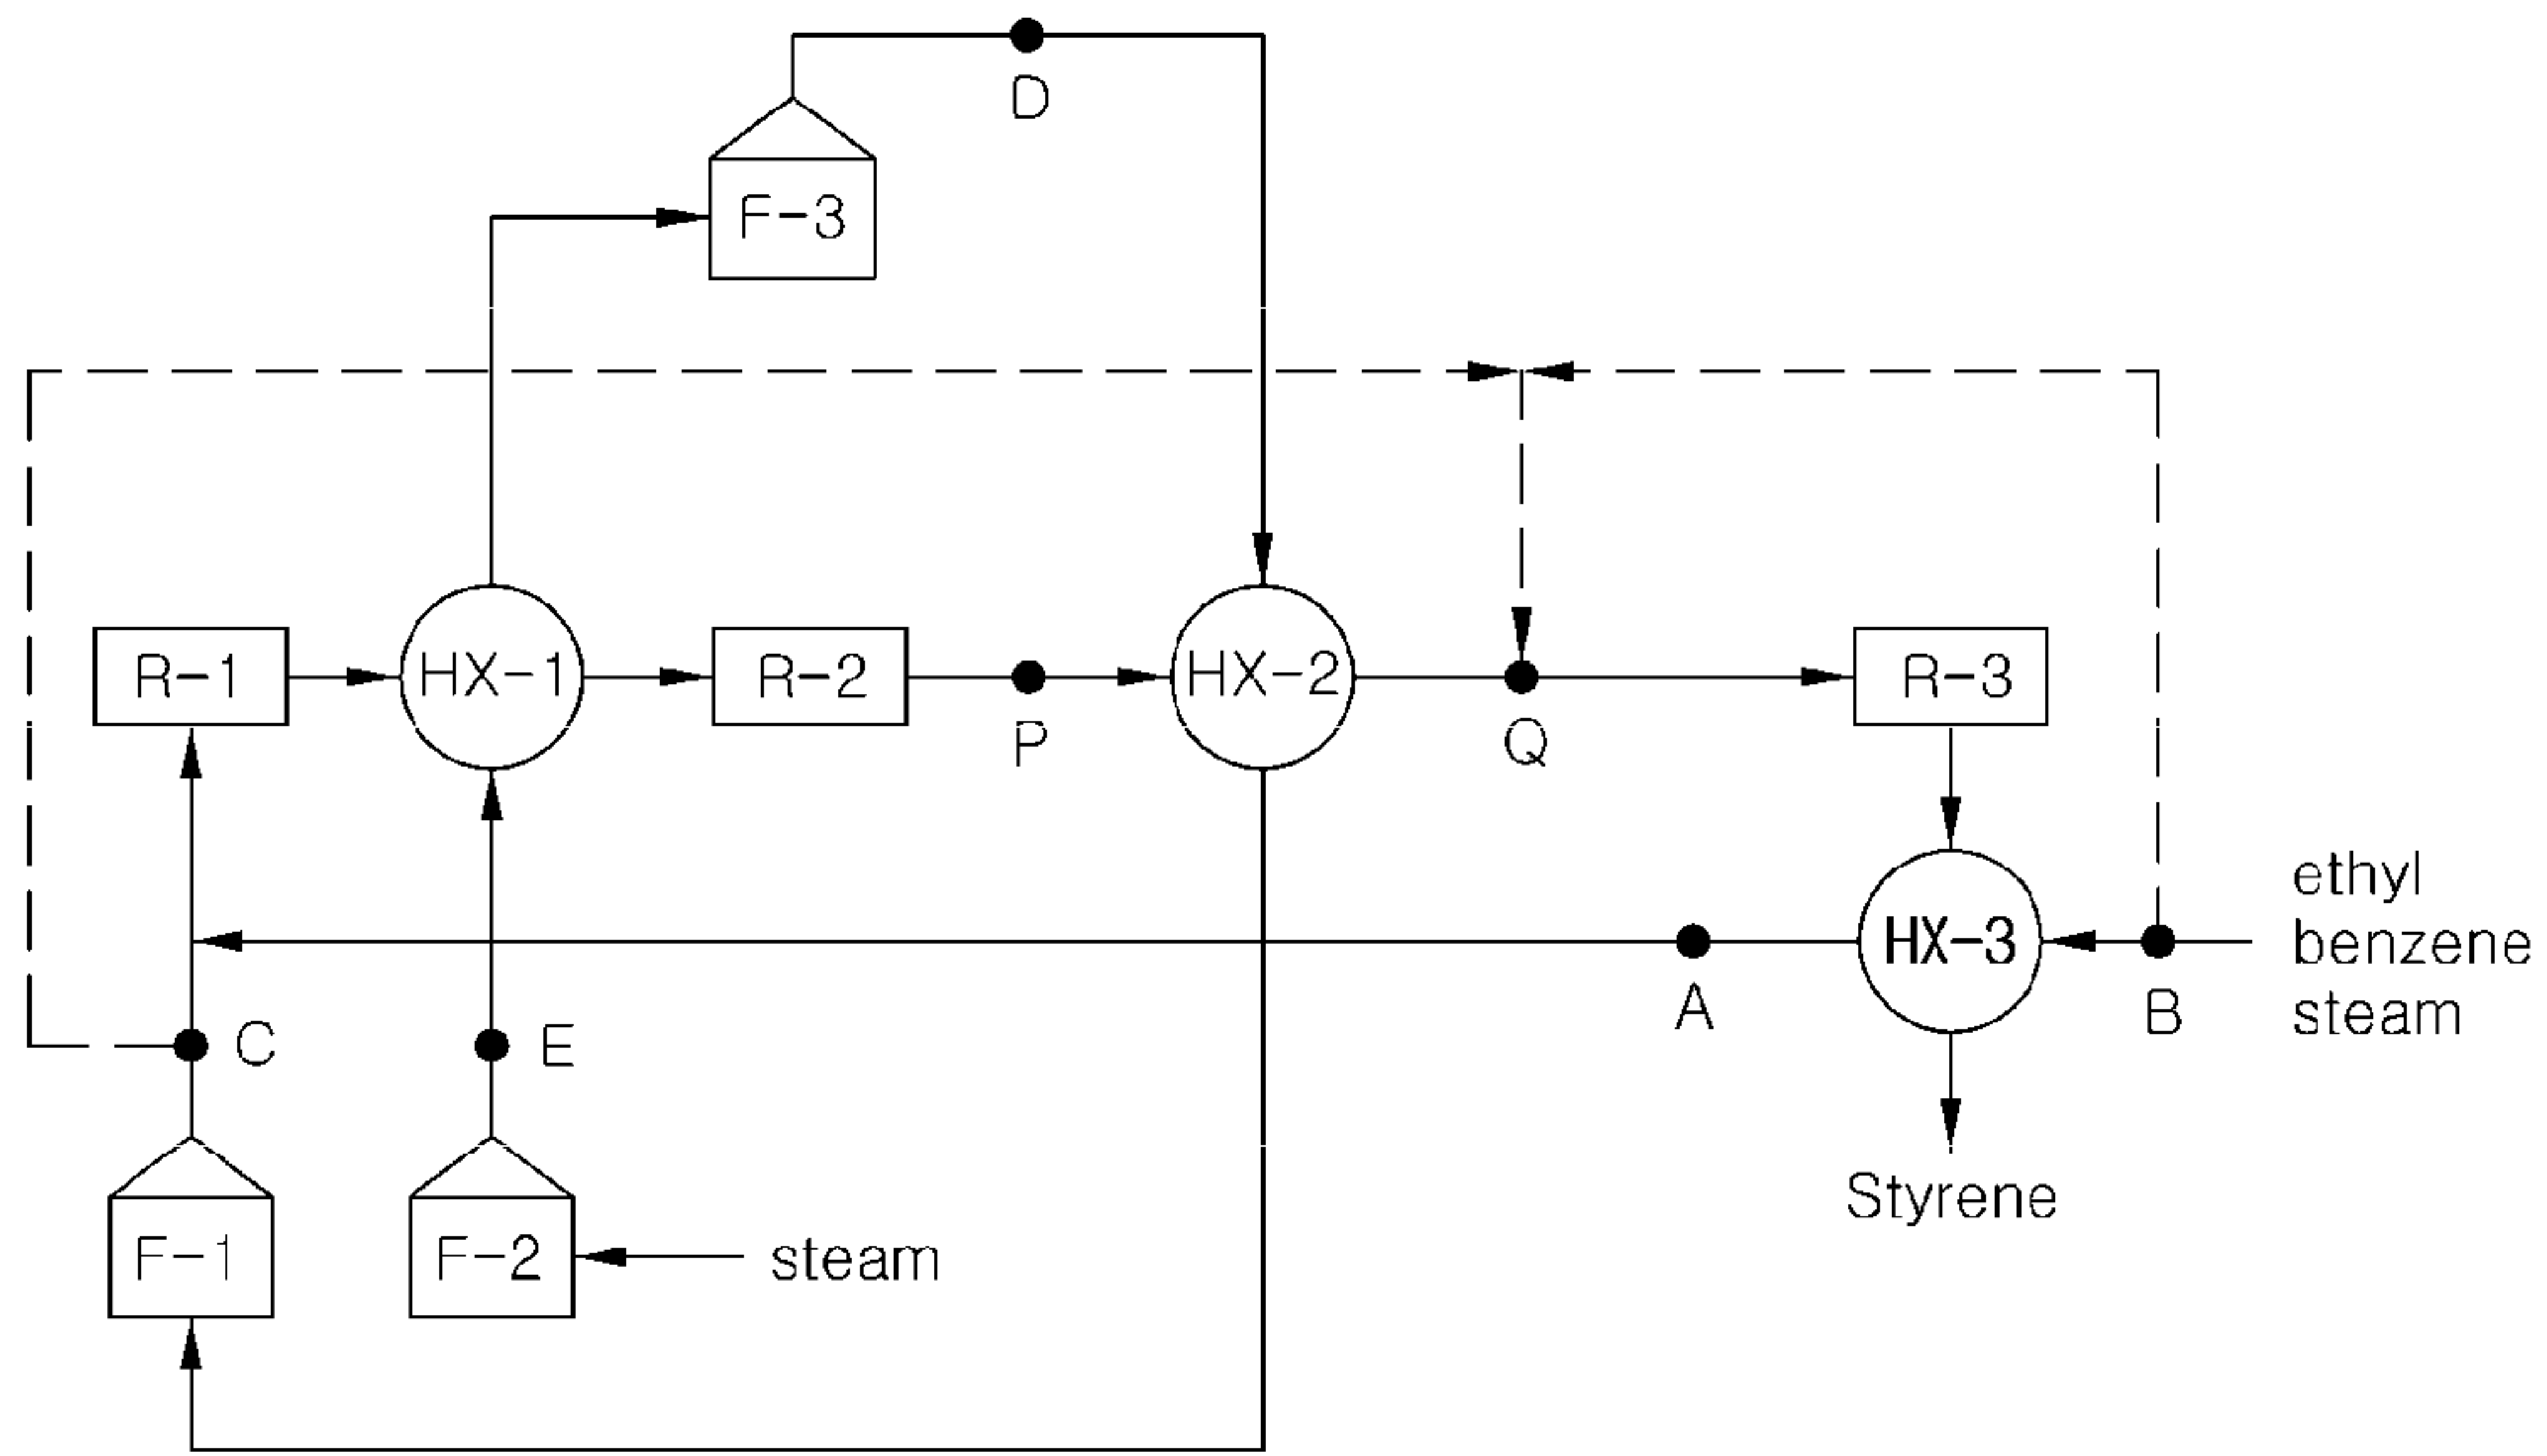 D
F-3
R-1
HX-1
R-2
HX-2
R-3
P
Q
ethyl
benzene
steam
HX-3
A
B
C
E
Styrene
F-1
F-2
steam